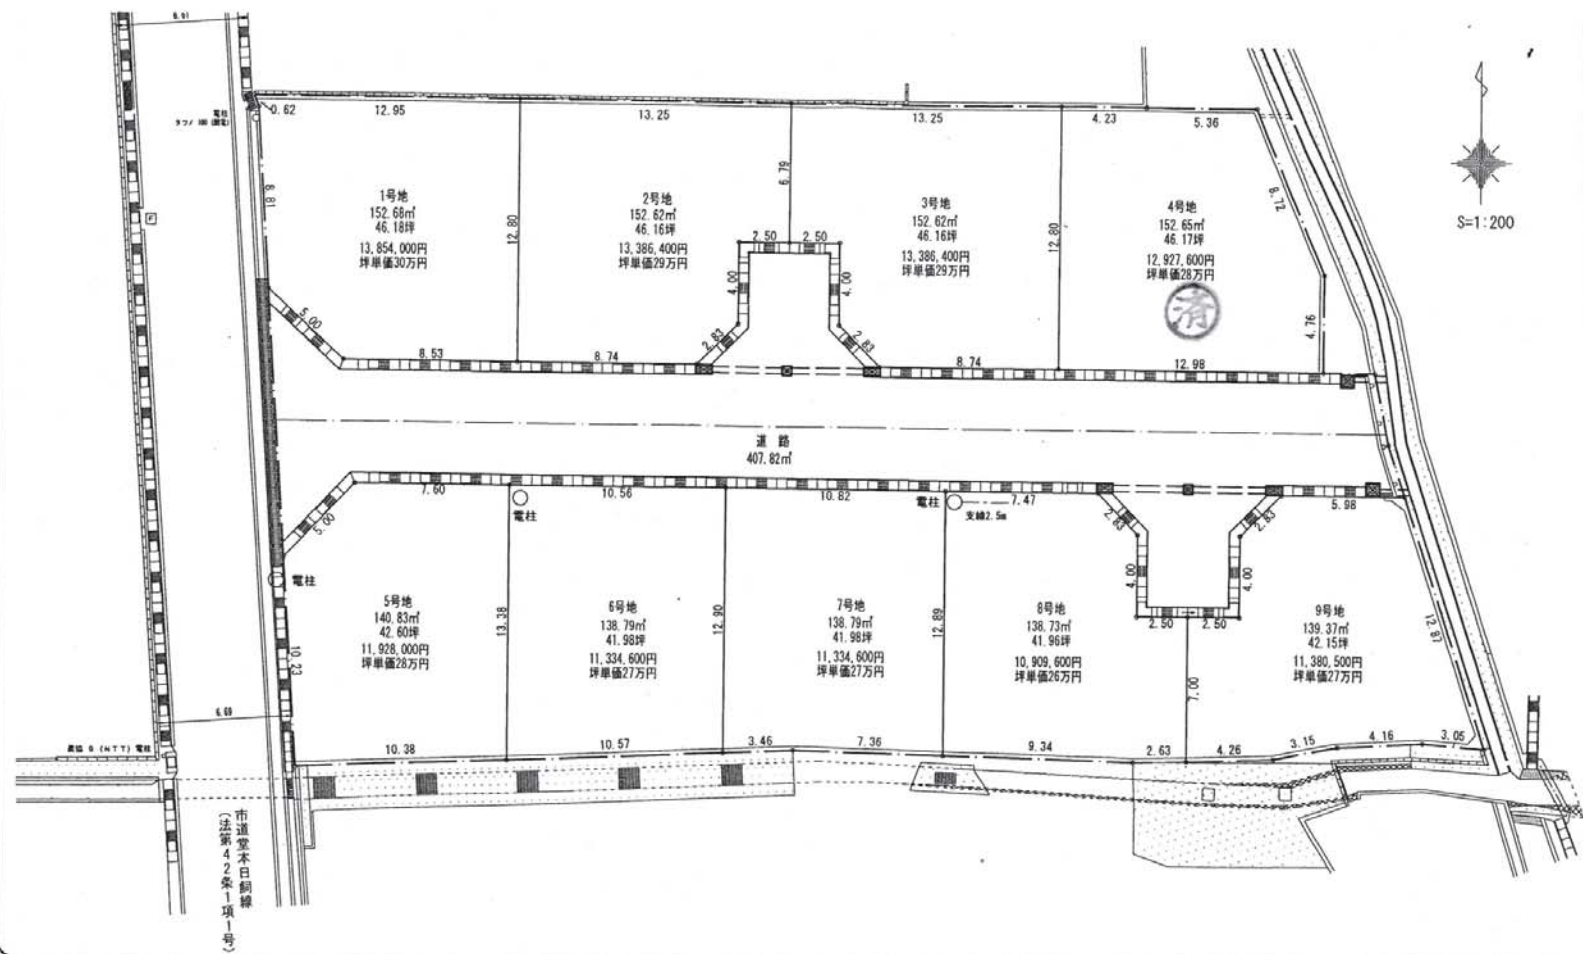 6.01
電柱
0.62
12.95
13.25
13.25
4.23
5.36
8.81
12.80
6.79
12.80
8.72
4.76
1号地
152.68㎡
46.18坪
13,854,000円
坪単価30万円
2号地
152.62㎡
46.16坪
13,386,400円
坪単価29万円
3号地
152.62㎡
46.16坪
13,386,400円
坪単価29万円
4号地
152.65㎡
46.17坪
12,927,600円
坪単価28万円
済
S=1:200
2.50
2.50
4.00
4.00
2.83
2.83
5.00
8.53
8.74
8.74
12.98
道路
407.82㎡
7.60
10.56
10.82
7.47
5.98
5.00
電柱
電柱
支線2.5m
2.83
2.83
電柱
4.00
4.00
2.50
2.50
5号地
140.83㎡
42.60坪
11,928,000円
坪単価28万円
6号地
138.79㎡
41.98坪
11,334,600円
坪単価27万円
7号地
138.79㎡
41.98坪
11,334,600円
坪単価27万円
8号地
138.73㎡
41.96坪
10,909,600円
坪単価26万円
9号地
139.37㎡
42.15坪
11,380,500円
坪単価27万円
10.23
13.38
12.90
12.89
7.00
12.87
6.69
(NTT) 電柱
10.38
10.57
3.46
7.36
9.34
2.63
4.26
3.15
4.16
3.05
市道堂本日飼線
(法第42条1項1号)